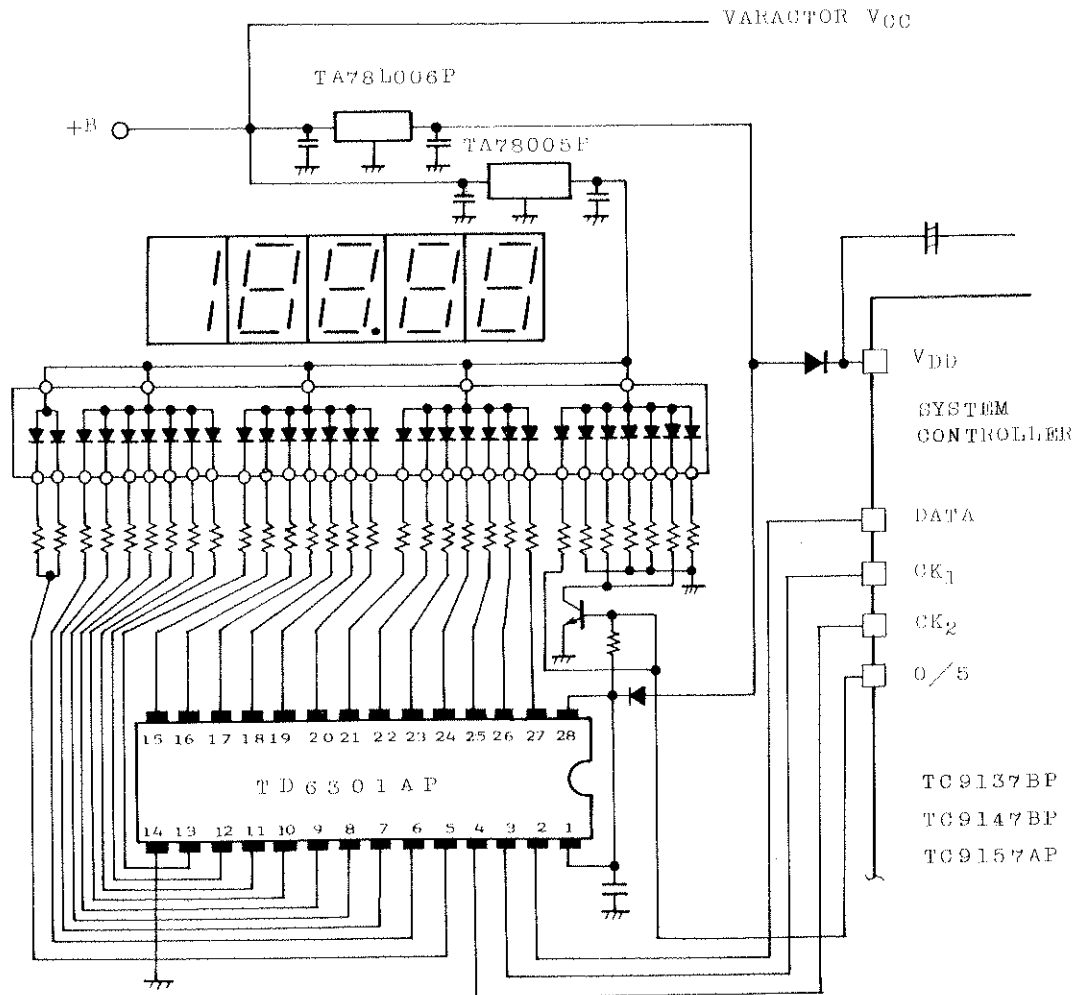 VARACTOR VCC
TA78L006P
+B
TA78005P
188.88
VDD
SYSTEM
CONTROLLER
DATA
CK1
CK2
0/5
15 16 17 18 19 20 21 22 23 24 25 26 27 28
TD6301AP
14 13 12 11 10 9 8 7 6 5 4 3 2 1
TC9137BP
TC9147BP
TC9157AP